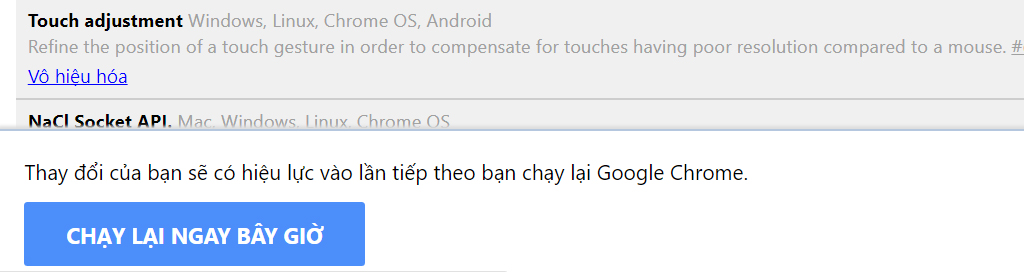 Touch adjustment Windows, Linux, Chrome OS, Android
Refine the position of a touch gesture in order to compensate for touches having poor resolution compared to a mouse. #
Vô hiệu hóa
NaCl Socket API. Mac, Windows, Linux, Chrome OS
Thay đổi của bạn sẽ có hiệu lực vào lần tiếp theo bạn chạy lại Google Chrome.
CHẠY LẠI NGAY BÂY GIỜ